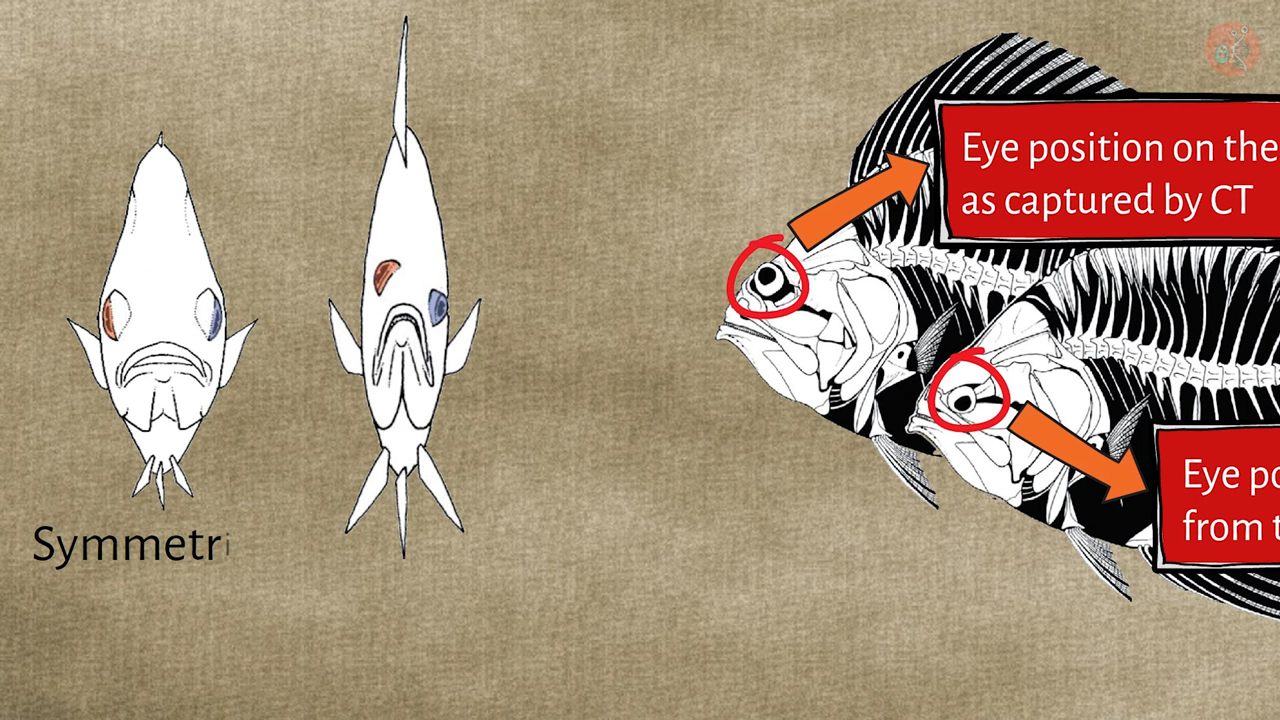 Eye position on the
as captured by CT
Eye po
from t
Symmetri